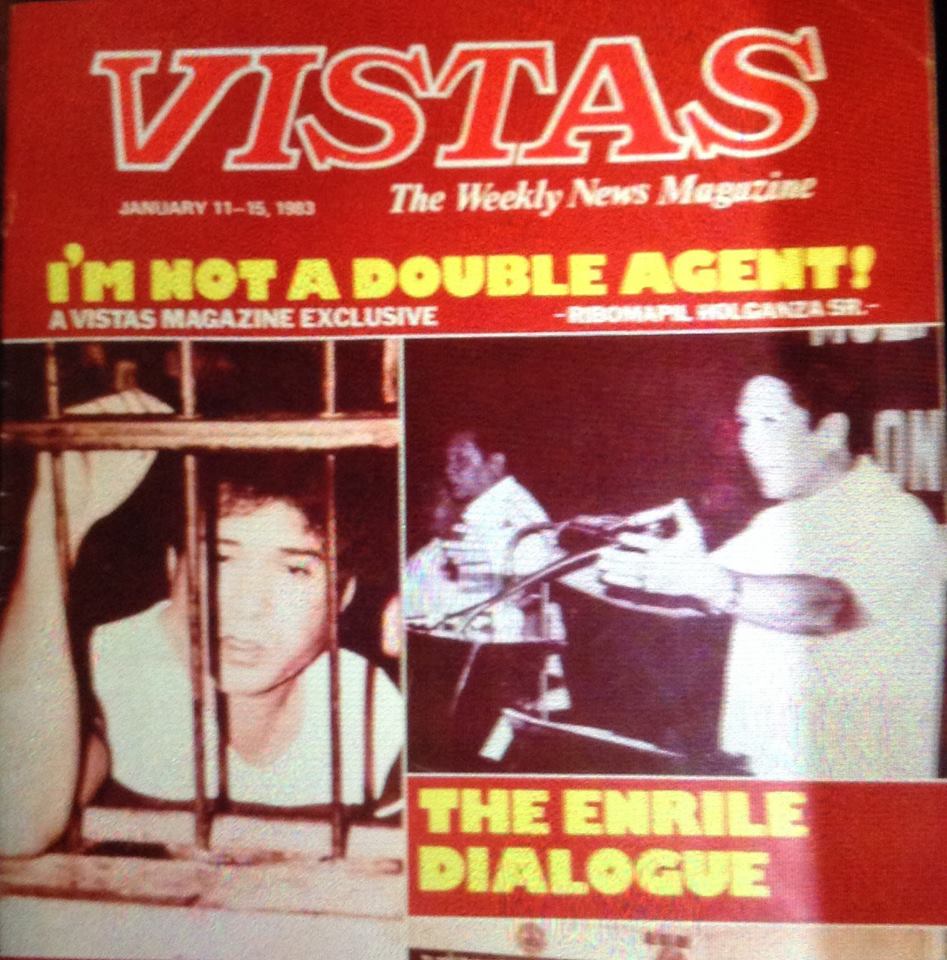 VISTAS
The Weekly News Magazine
JANUARY 11–15, 1983
I'M NOT A DOUBLE AGENT!
A VISTAS MAGAZINE EXCLUSIVE
-RIBOMAPIL HOLGANZA SR.-
ON
THE ENRILE
DIALOGUE